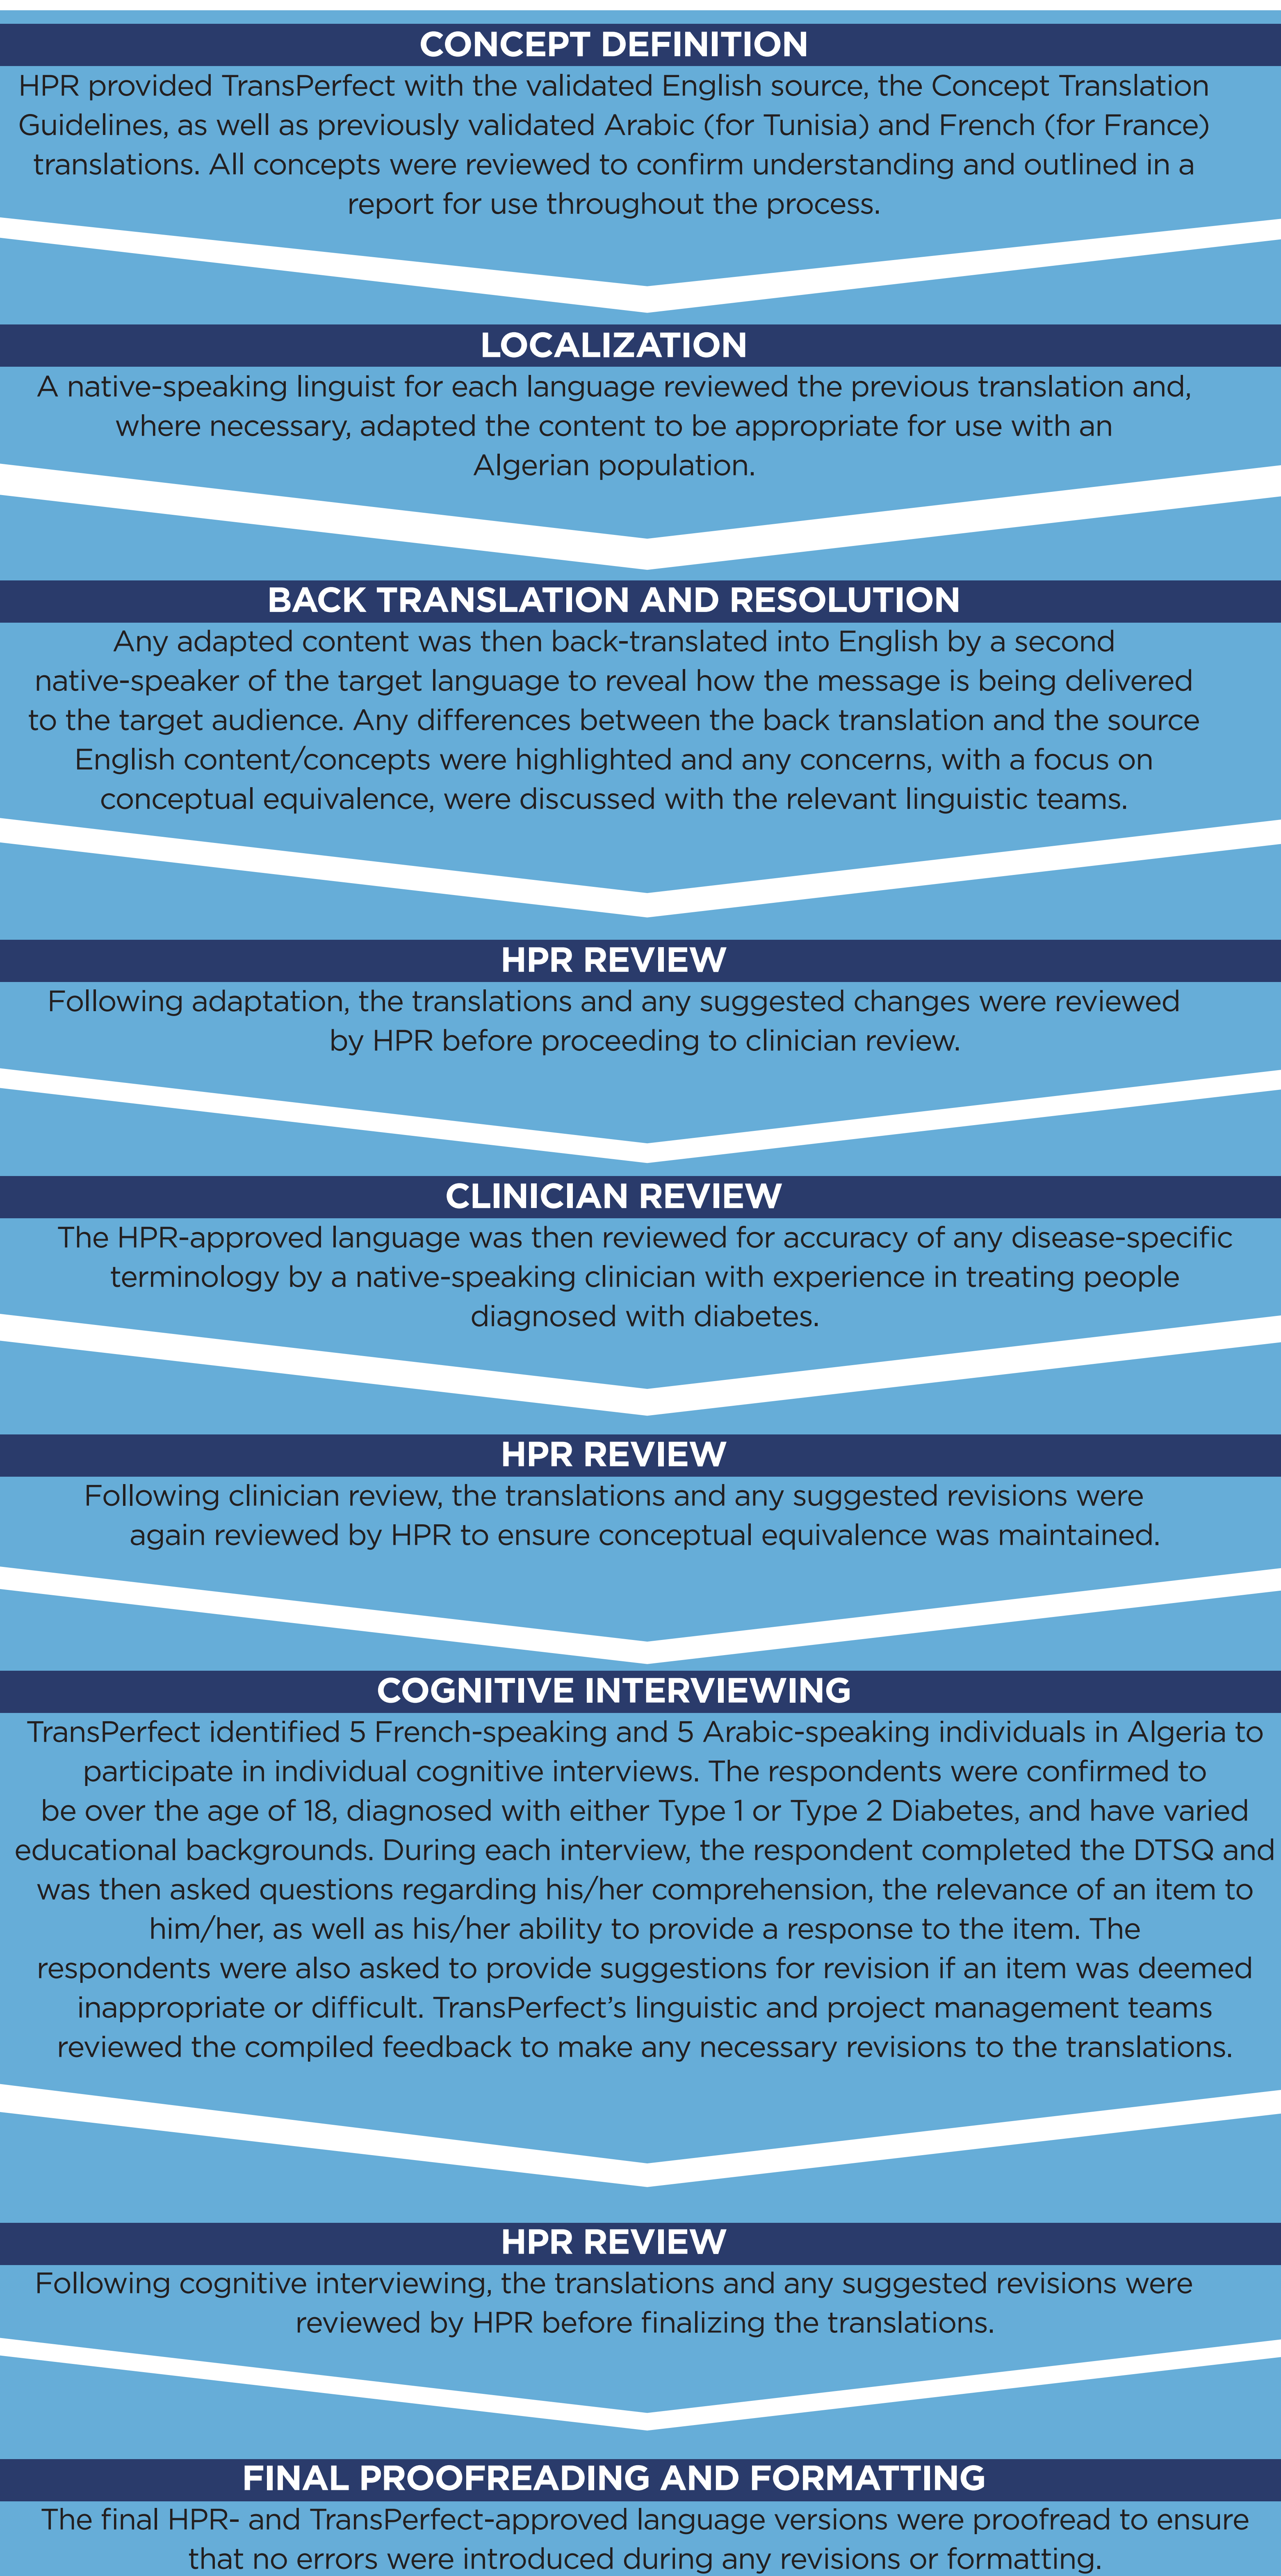 CONCEPT DEFINITION
HPR provided TransPerfect with the validated English source, the Concept Translation
Guidelines, as well as previously validated Arabic (for Tunisia) and French (for France)
translations. All concepts were reviewed to confirm understanding and outlined in a
report for use throughout the process.
LOCALIZATION
A native-speaking linguist for each language reviewed the previous translation and,
where necessary, adapted the content to be appropriate for use with an
Algerian population.
BACK TRANSLATION AND RESOLUTION
Any adapted content was then back-translated into English by a second
native-speaker of the target language to reveal how the message is being delivered
to the target audience. Any differences between the back translation and the source
English content/concepts were highlighted and any concerns, with a focus on
conceptual equivalence, were discussed with the relevant linguistic teams.
HPR REVIEW
Following adaptation, the translations and any suggested changes were reviewed
by HPR before proceeding to clinician review.
CLINICIAN REVIEW
The HPR-approved language was then reviewed for accuracy of any disease-specific
terminology by a native-speaking clinician with experience in treating people
diagnosed with diabetes.
HPR REVIEW
Following clinician review, the translations and any suggested revisions were
again reviewed by HPR to ensure conceptual equivalence was maintained.
COGNITIVE INTERVIEWING
TransPerfect identified 5 French-speaking and 5 Arabic-speaking individuals in Algeria to
participate in individual cognitive interviews. The respondents were confirmed to
be over the age of 18, diagnosed with either Type 1 or Type 2 Diabetes, and have varied
educational backgrounds. During each interview, the respondent completed the DTSQ and
was then asked questions regarding his/her comprehension, the relevance of an item to
him/her, as well as his/her ability to provide a response to the item. The
respondents were also asked to provide suggestions for revision if an item was deemed
inappropriate or difficult. TransPerfect’s linguistic and project management teams
reviewed the compiled feedback to make any necessary revisions to the translations.
HPR REVIEW
Following cognitive interviewing, the translations and any suggested revisions were
reviewed by HPR before finalizing the translations.
FINAL PROOFREADING AND FORMATTING
The final HPR- and TransPerfect-approved language versions were proofread to ensure
that no errors were introduced during any revisions or formatting.